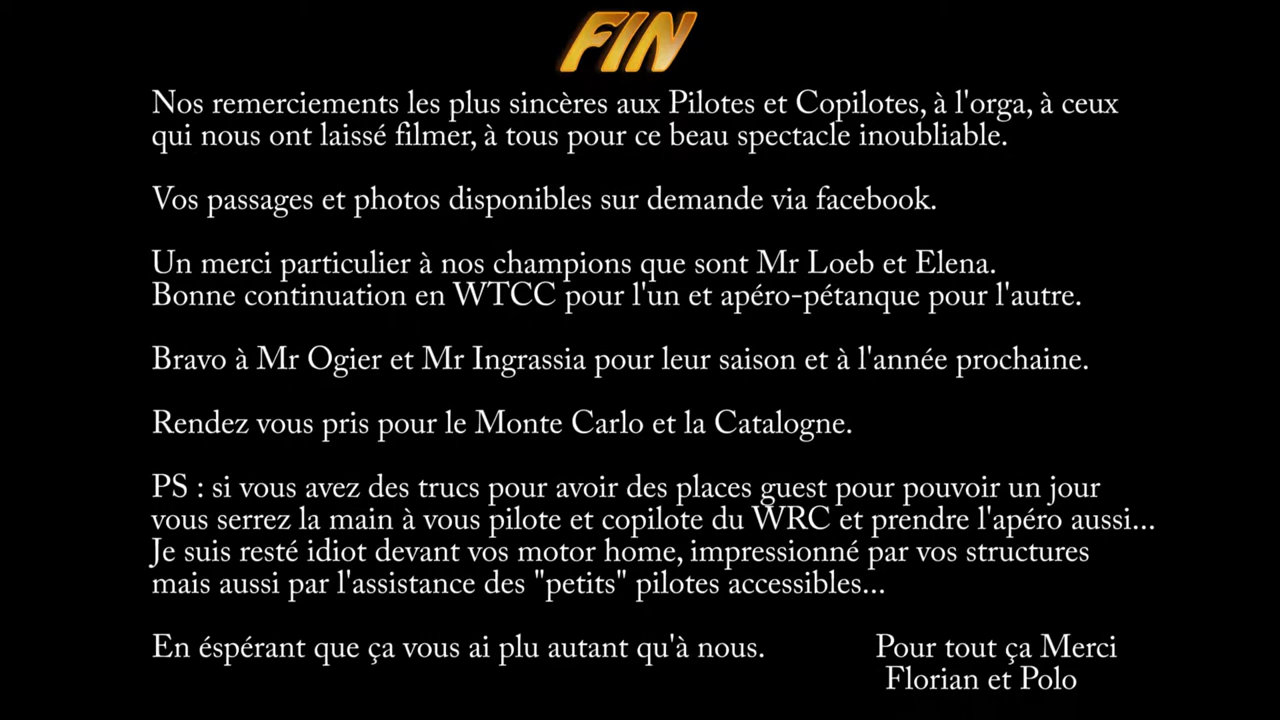 FIN
Nos remerciements les plus sincères aux Pilotes et Copilotes, à l'orga, à ceux
qui nous ont laissé filmer, à tous pour ce beau spectacle inoubliable.
Vos passages et photos disponibles sur demande via facebook.
Un merci particulier à nos champions que sont Mr Loeb et Elena.
Bonne continuation en WTCC pour l'un et apéro-pétanque pour l'autre.
Bravo à Mr Ogier et Mr Ingrassia pour leur saison et à l'année prochaine.
Rendez vous pris pour le Monte Carlo et la Catalogne.
PS : si vous avez des trucs pour avoir des places guest pour pouvoir un jour
vous serrez la main à vous pilote et copilote du WRC et prendre l'apéro aussi...
Je suis resté idiot devant vos motor home, impressionné par vos structures
mais aussi par l'assistance des "petits" pilotes accessibles...
En éspérant que ça vous ai plu autant qu'à nous. Pour tout ça Merci
Florian et Polo